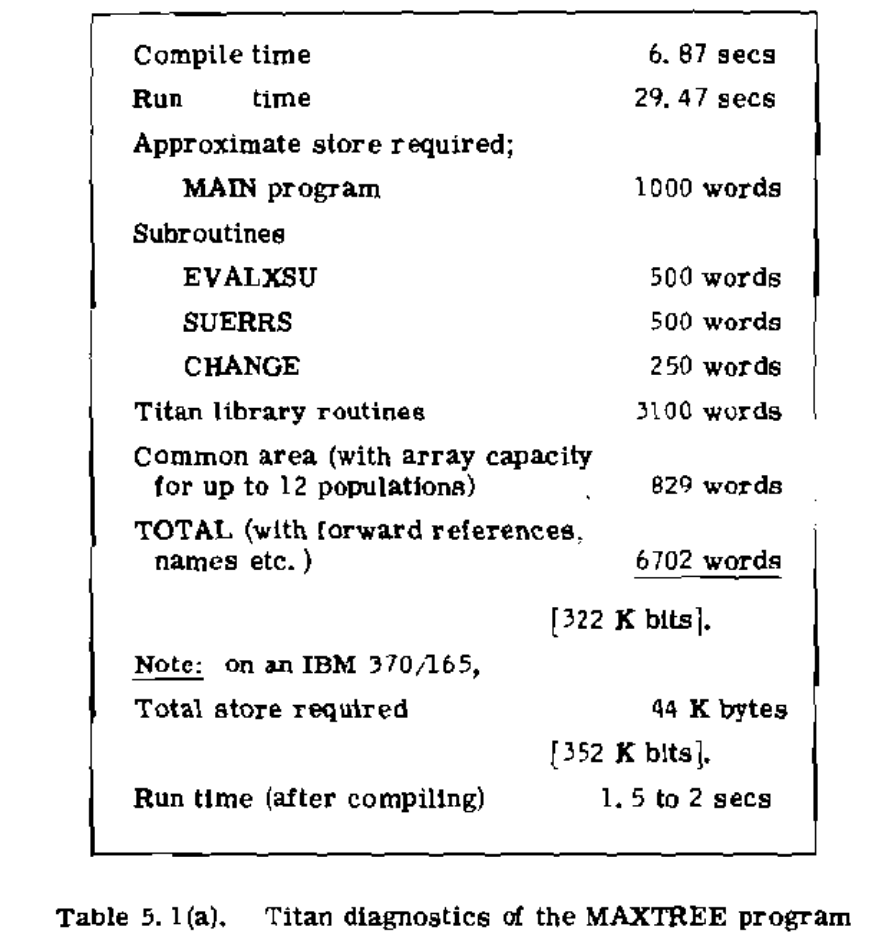 Compile time 6.87 secs
Run time 29.47 secs
Approximate store required;
MAIN program 1000 words
Subroutines
EVALXSU 500 words
SUERRS 500 words
CHANGE 250 words
Titan library routines 3100 words
Common area (with array capacity
for up to 12 populations) 829 words
TOTAL (with forward references,
names etc.) 6702 words
[322 K bits].
Note: on an IBM 370/165,
Total store required 44 K bytes
[352 K bits].
Run time (after compiling) 1.5 to 2 secs
Table 5.1(a). Titan diagnostics of the MAXTREE program